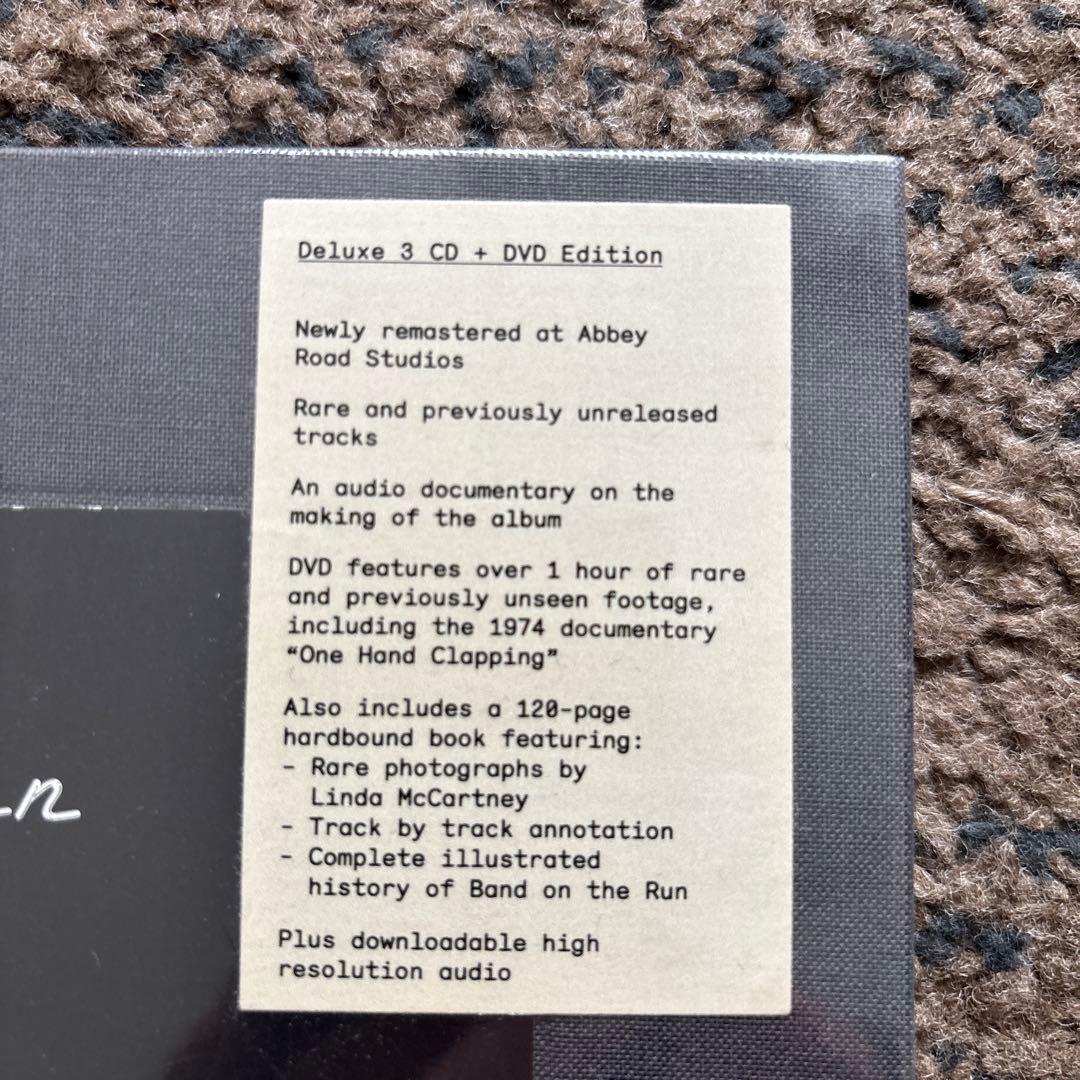 Deluxe 3 CD + DVD Edition
Newly remastered at Abbey
Road Studios
Rare and previously unreleased
tracks
An audio documentary on the
making of the album
DVD features over 1 hour of rare
and previously unseen footage,
including the 1974 documentary
“One Hand Clapping”
Also includes a 120-page
hardbound book featuring:
- Rare photographs by
Linda McCartney
- Track by track annotation
- Complete illustrated
history of Band on the Run
Plus downloadable high
resolution audio